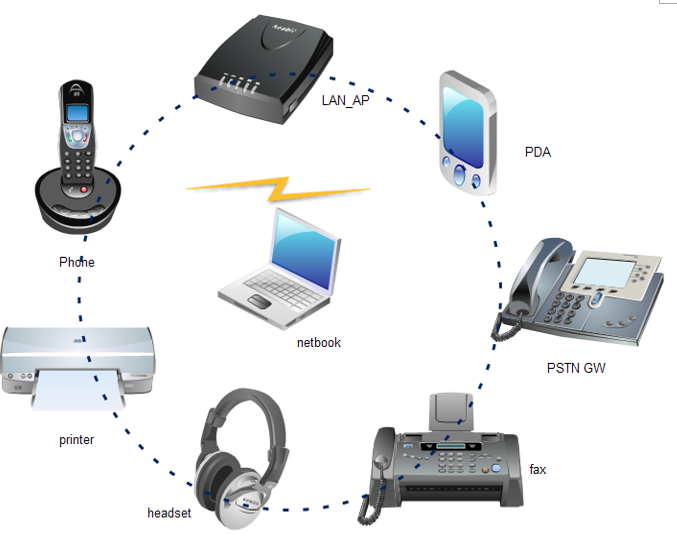 LAN_AP
PDA
Phone
netbook
PSTN GW
printer
fax
headset